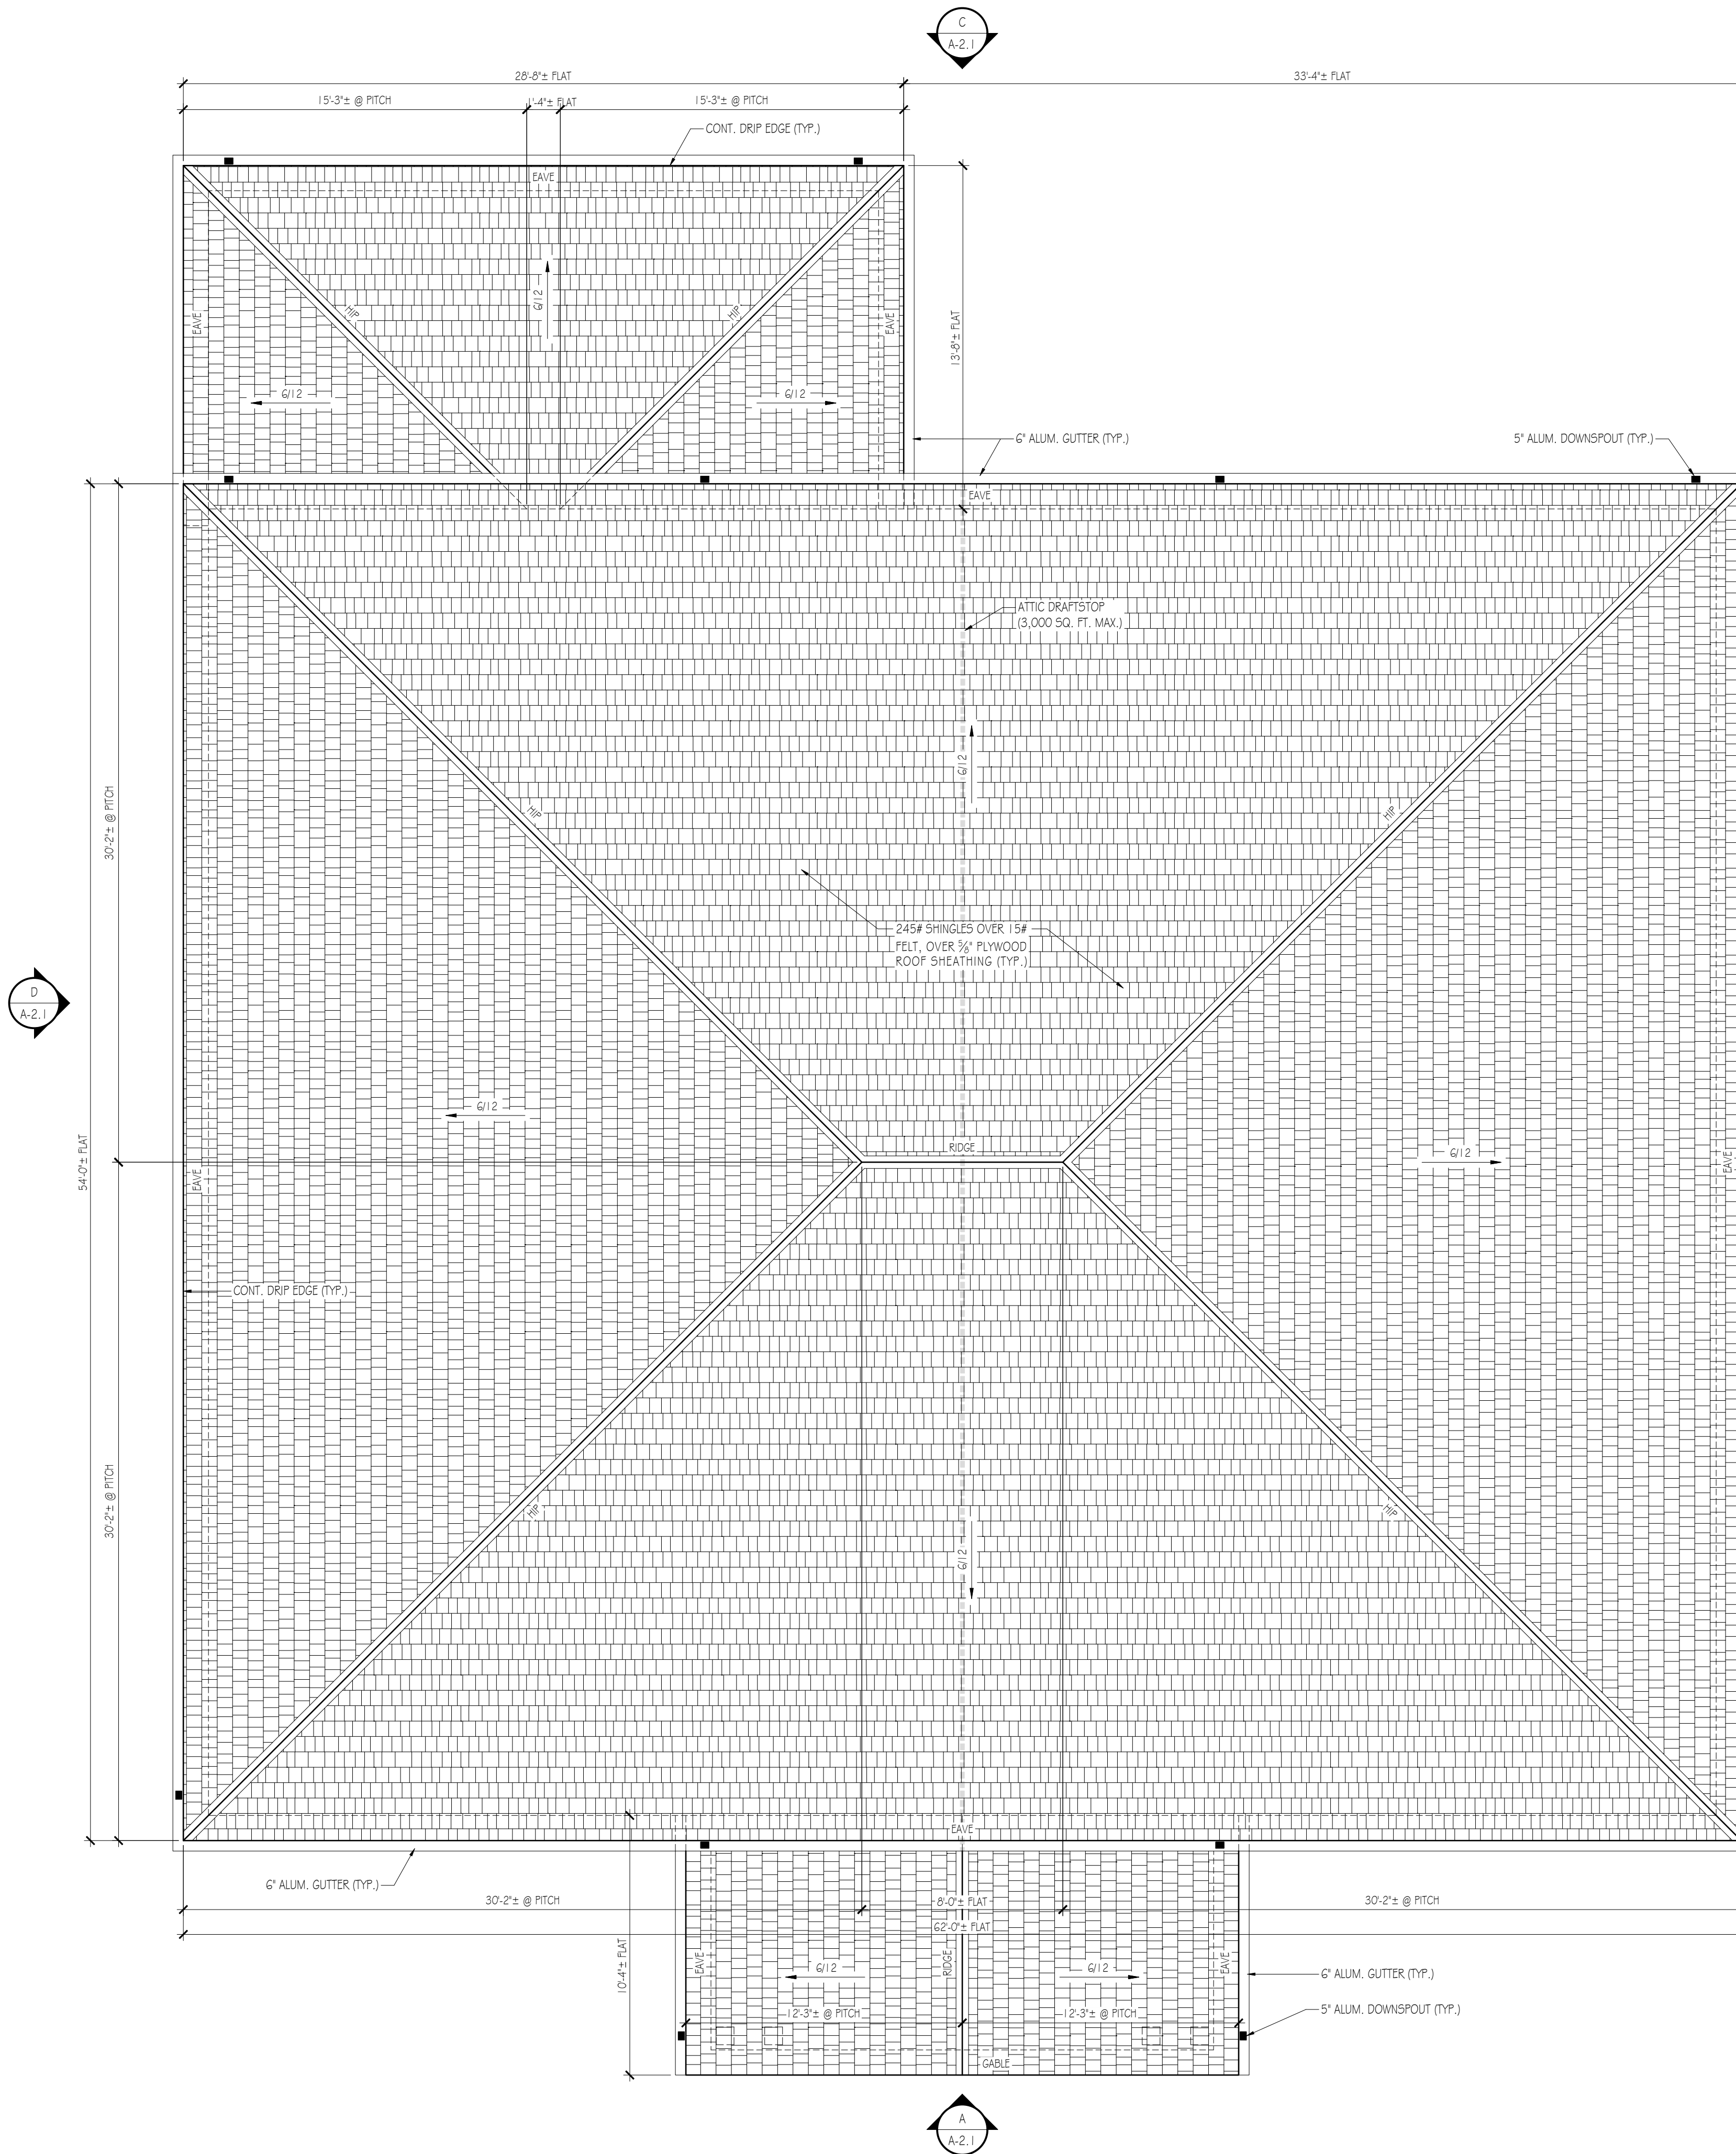 C
A-2.1
28'-8"± FLAT
33'-4"± FLAT
15'-3"± @ PITCH
1'-4"± FLAT
15'-3"± @ PITCH
CONT. DRIP EDGE (TYP.)
EAVE
6/12
HIP
HIP
EAVE
EAVE
13'-8"± FLAT
6/12
6/12
6" ALUM. GUTTER (TYP.)
5" ALUM. DOWNSPOUT (TYP.)
EAVE
ATTIC DRAFTSTOP
(3,000 SQ. FT. MAX.)
6/12
30'-2"± @ PITCH
HIP
HIP
245# SHINGLES OVER 15#
FELT, OVER 5/8" PLYWOOD
ROOF SHEATHING (TYP.)
D
A-2.1
6/12
RIDGE
6/12
54'-0"± FLAT
EAVE
EAVE
CONT. DRIP EDGE (TYP.)
30'-2"± @ PITCH
HIP
HIP
6/12
EAVE
6" ALUM. GUTTER (TYP.)
30'-2"± @ PITCH
8'-0"± FLAT
30'-2"± @ PITCH
62'-0"± FLAT
10'-4"± FLAT
EAVE
6/12
RIDGE
6/12
EAVE
6" ALUM. GUTTER (TYP.)
12'-3"± @ PITCH
12'-3"± @ PITCH
5" ALUM. DOWNSPOUT (TYP.)
GABLE
A
A-2.1